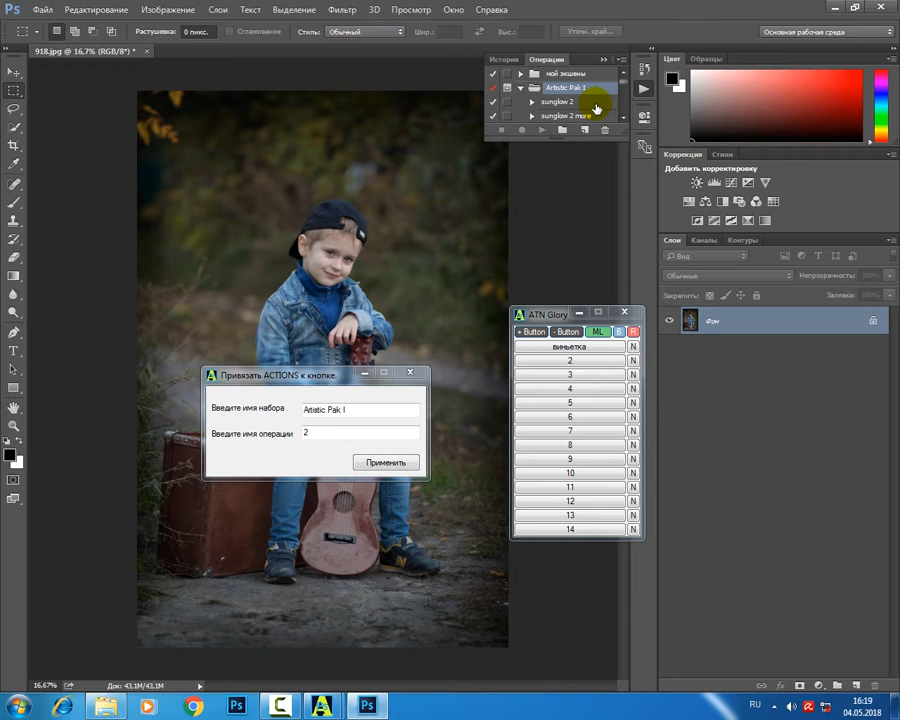 Ps Файл Редактирование Изображение Слои Текст Выделение Фильтр 3D Просмотр Окно Справка
Растушевка: 0 пикс. Сглаживание Стиль: Обычный Шир.: Выс.: Уточн. край... Основная рабочая среда
918.jpg @ 16,7% (RGB/8*) * ×
История Операции
мой экшены
Artistic Pak I
sunglow 2
sunglow 2 more
Цвет Образцы
Коррекция Стили
Добавить корректировку
Слои Каналы Контуры
Вид
Обычные Непрозрачность: 100%
Закрепить: Заливка: 100%
Фон
ATN Glory
+ Button - Button ML B R
виньетка N
2 N
3 N
4 N
5 N
6 N
7 N
8 N
9 N
10 N
11 N
12 N
13 N
14 N
Привязать ACTIONS к кнопке.
Введите имя набора Artistic Pak I
Введите имя операции 2
Применить
16,67% Док: 43,1M/43,1M
RU 16:19
04.05.2018